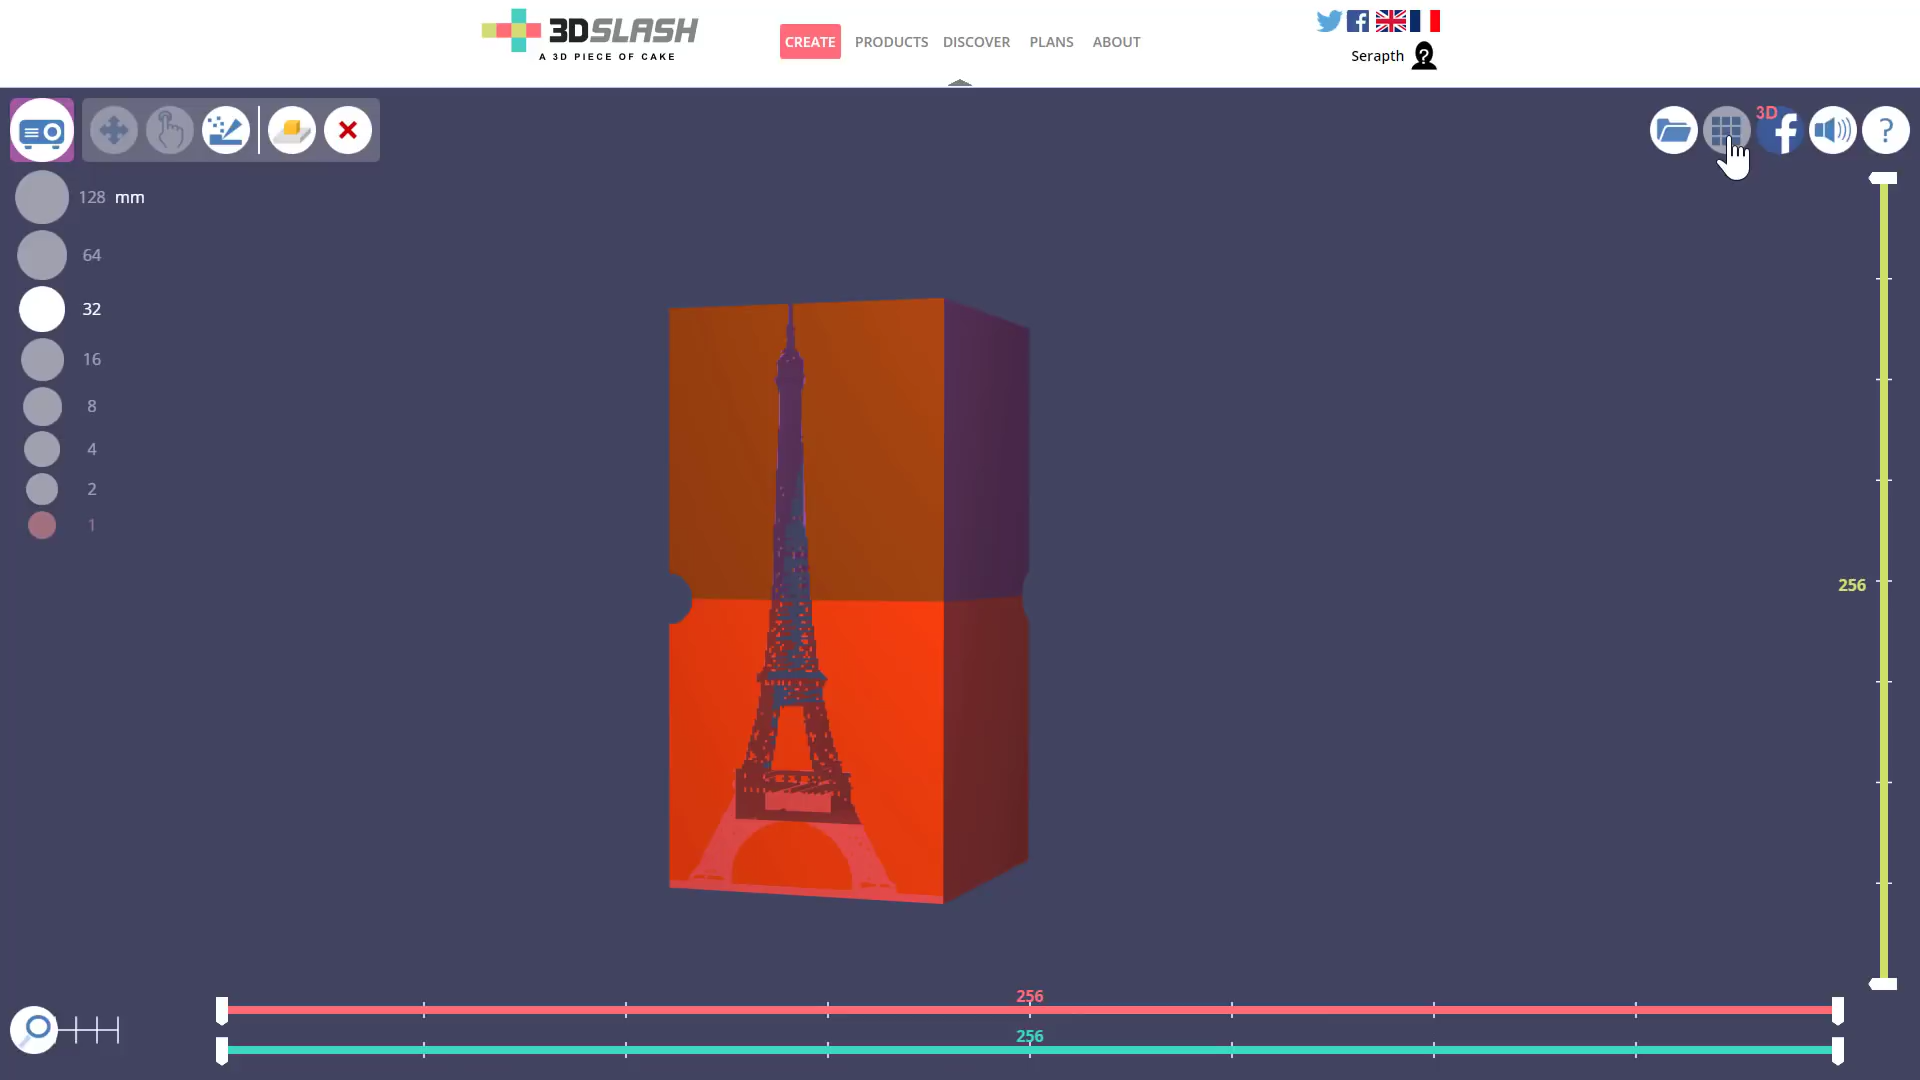 3DSLASH
A 3D PIECE OF CAKE
CREATE PRODUCTS DISCOVER PLANS ABOUT
Serapth
3D
?
128 mm
64
32
16
8
4
2
1
256
256
256